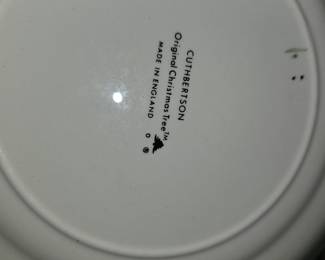 CUTHBERTSON
Original Christmas Tree™
MADE IN ENGLAND
®